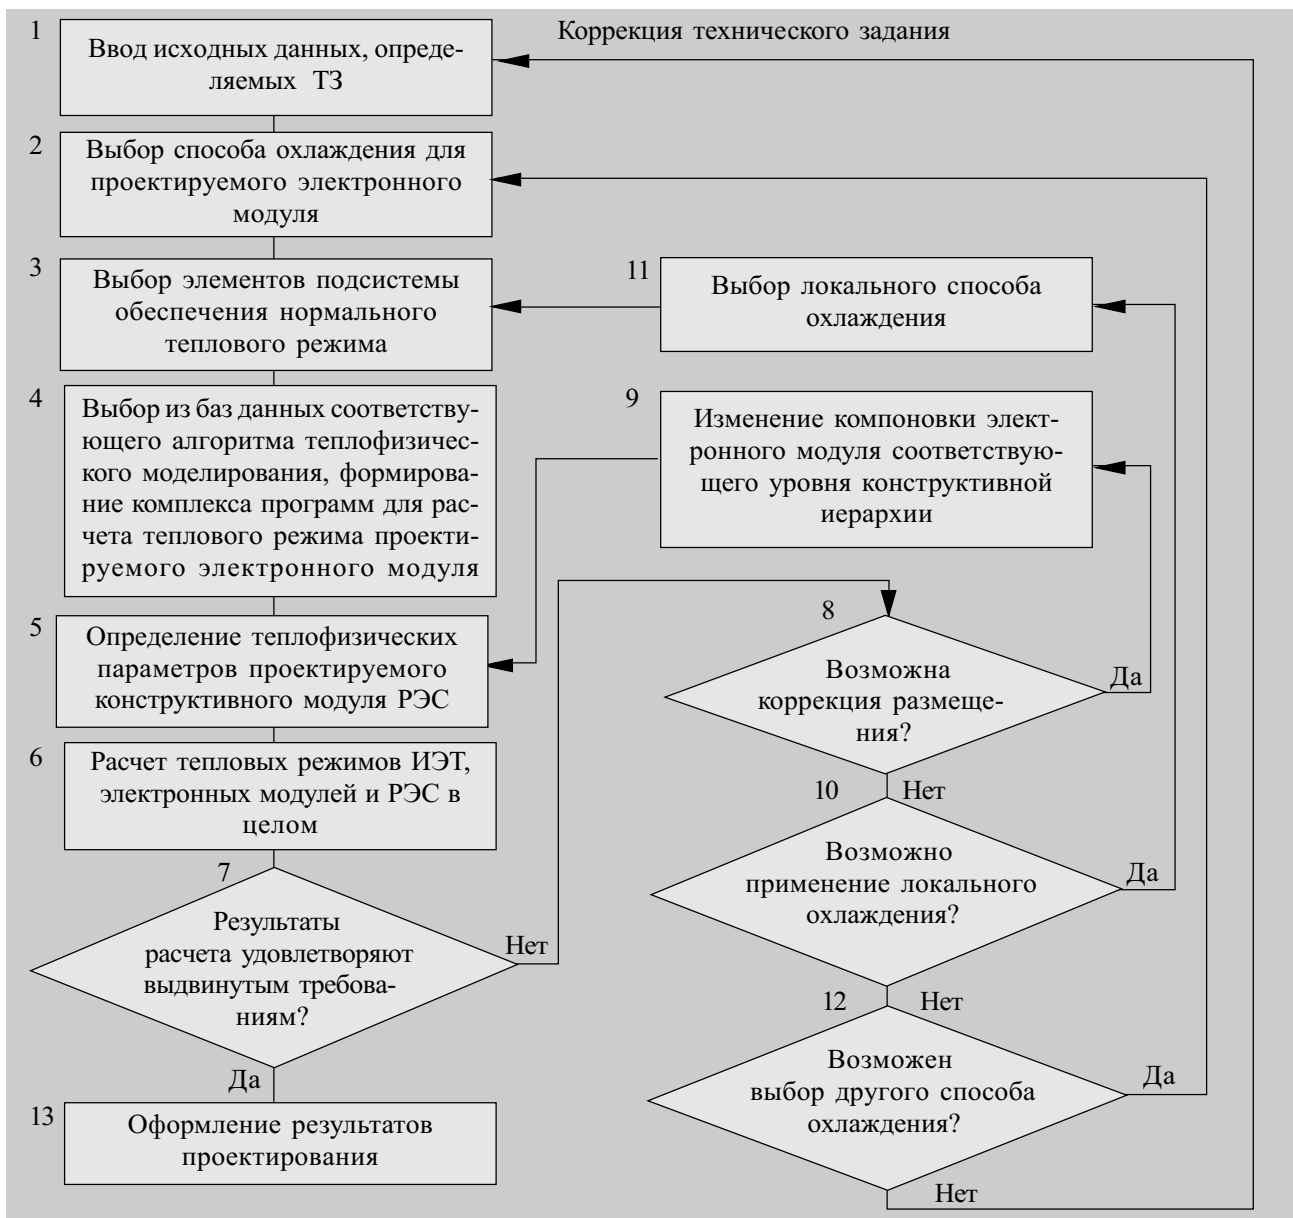 Коррекция технического задания
1
Ввод исходных данных, опреде-
ляемых ТЗ
2
Выбор способа охлаждения для
проектируемого электронного
модуля
3
Выбор элементов подсистемы
обеспечения нормального
теплового режима
4
Выбор из баз данных соответству-
ющего алгоритма теплофизичес-
кого моделирования, формирова-
ние комплекса программ для рас-
чета теплового режима проекти-
руемого электронного модуля
5
Определение теплофизических
параметров проектируемого
конструктивного модуля РЭС
6
Расчет тепловых режимов ИЭТ,
электронных модулей и РЭС в
целом
7
Результаты
расчета удовлетворяют
выдвинутым требова-
ниям?
Нет
Да
13
Оформление результатов
проектирования
11
Выбор локального способа
охлаждения
9
Изменение компоновки элект-
ронного модуля соответствую-
щего уровня конструктивной
иерархии
8
Возможна
коррекция размеще-
ния?
Да
Нет
10
Возможно
применение локального
охлаждения?
Да
Нет
12
Возможен
выбор другого способа
охлаждения?
Да
Нет